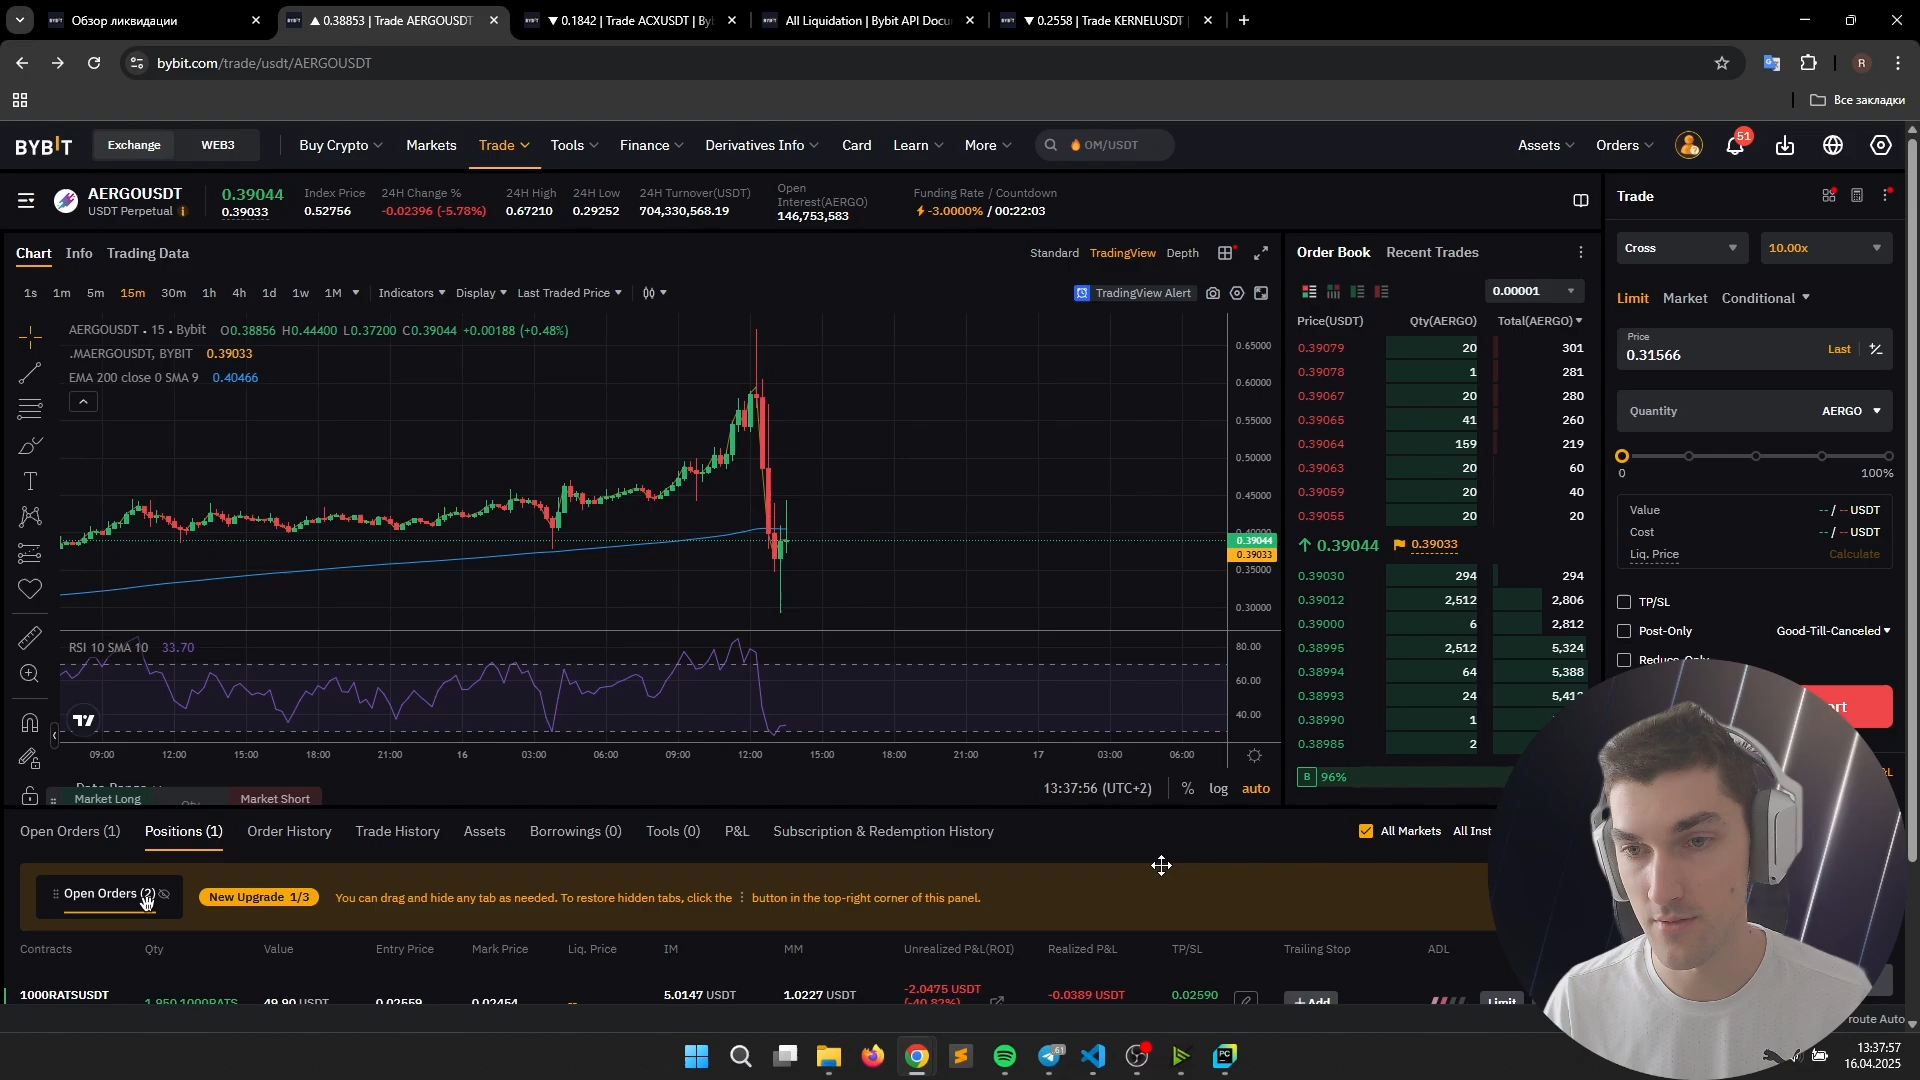 Обзор ликвидации
▲ 0.38853 | Trade AERGOUSDT
▼ 0.1842 | Trade ACXUSDT | By
All Liquidation | Bybit API Docu
▼ 0.2558 | Trade KERNELUSDT
bybit.com/trade/usdt/AERGOUSDT
R
Все закладки
BYBIT
Exchange
WEB3
Buy Crypto
Markets
Trade
Tools
Finance
Derivatives Info
Card
Learn
More
OM/USDT
Assets
Orders
51
AERGOUSDT
USDT Perpetual
0.39044
0.39033
Index Price
0.52756
24H Change %
-0.02396 (-5.78%)
24H High
0.67210
24H Low
0.29252
24H Turnover(USDT)
704,330,568.19
Open
Interest(AERGO)
146,753,583
Funding Rate / Countdown
-3.0000% / 00:22:03
Trade
Chart
Info
Trading Data
Standard
TradingView
Depth
Order Book
Recent Trades
Cross
10.00x
1s 1m 5m 15m 30m 1h 4h 1d 1w 1M
Indicators
Display
Last Traded Price
TradingView Alert
0.00001
Limit
Market
Conditional
AERGOUSDT · 15 · Bybit O0.38856 H0.44400 L0.37200 C0.39044 +0.00188 (+0.48%)
.MAERGOUSDT, BYBIT 0.39033
EMA 200 close 0 SMA 9 0.40466
0.65000
0.60000
0.55000
0.50000
0.45000
0.40000
0.39044
0.39033
0.35000
0.30000
RSI 10 SMA 10 33.70
80.00
60.00
40.00
09:00 12:00 15:00 18:00 21:00 16 03:00 06:00 09:00 12:00 15:00 18:00 21:00 17 03:00 06:00
Market Long
Market Short
13:37:56 (UTC+2)
%
log
auto
Price(USDT) Qty(AERGO) Total(AERGO)
0.39079 20 301
0.39078 1 281
0.39067 20 280
0.39065 41 260
0.39064 159 219
0.39063 20 60
0.39059 20 40
0.39055 20 20
0.39044 0.39033
0.39030 294 294
0.39012 2,512 2,806
0.39000 6 2,812
0.38995 2,512 5,324
0.38994 64 5,388
0.38993 24
0.38990 1
0.38985 2
B 96%
Price
0.31566
Last
Quantity
AERGO
0
100%
Value
-- / -- USDT
Cost
-- / -- USDT
Liq. Price
Calculate
TP/SL
Post-Only
Good-Till-Canceled
Open Orders (1)
Positions (1)
Order History
Trade History
Assets
Borrowings (0)
Tools (0)
P&L
Subscription & Redemption History
All Markets
All Inst
Open Orders (2)
New Upgrade 1/3
You can drag and hide any tab as needed. To restore hidden tabs, click the ⋮ button in the top-right corner of this panel.
Contracts Qty Value Entry Price Mark Price Liq. Price IM MM Unrealized P&L(ROI) Realized P&L TP/SL Trailing Stop ADL
1000RATSUSDT
1,950 1000RATS
49.90 USDT
0.02559
0.02454
--
5.0147 USDT
1.0227 USDT
-2.0475 USDT
(-40.82%)
-0.0389 USDT
0.02590
+ Add
Limit
route Auto
61
13:37:57
16.04.2025